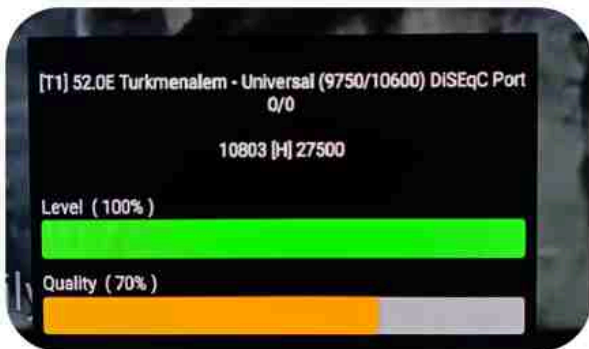 [T1] 52.0E Turkmenalem - Universal (9750/10600) DiSEqC Port
0/0
10803 [H] 27500
Level ( 100% )
Quality ( 70% )